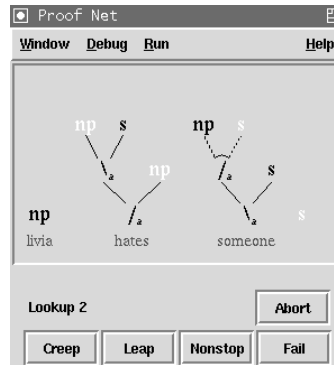 Proof Net
Window Debug Run Help
np s np s
np s
\a /a
np /a /a s
livia hates someone
Lookup 2 Abort
Creep Leap Nonstop Fail